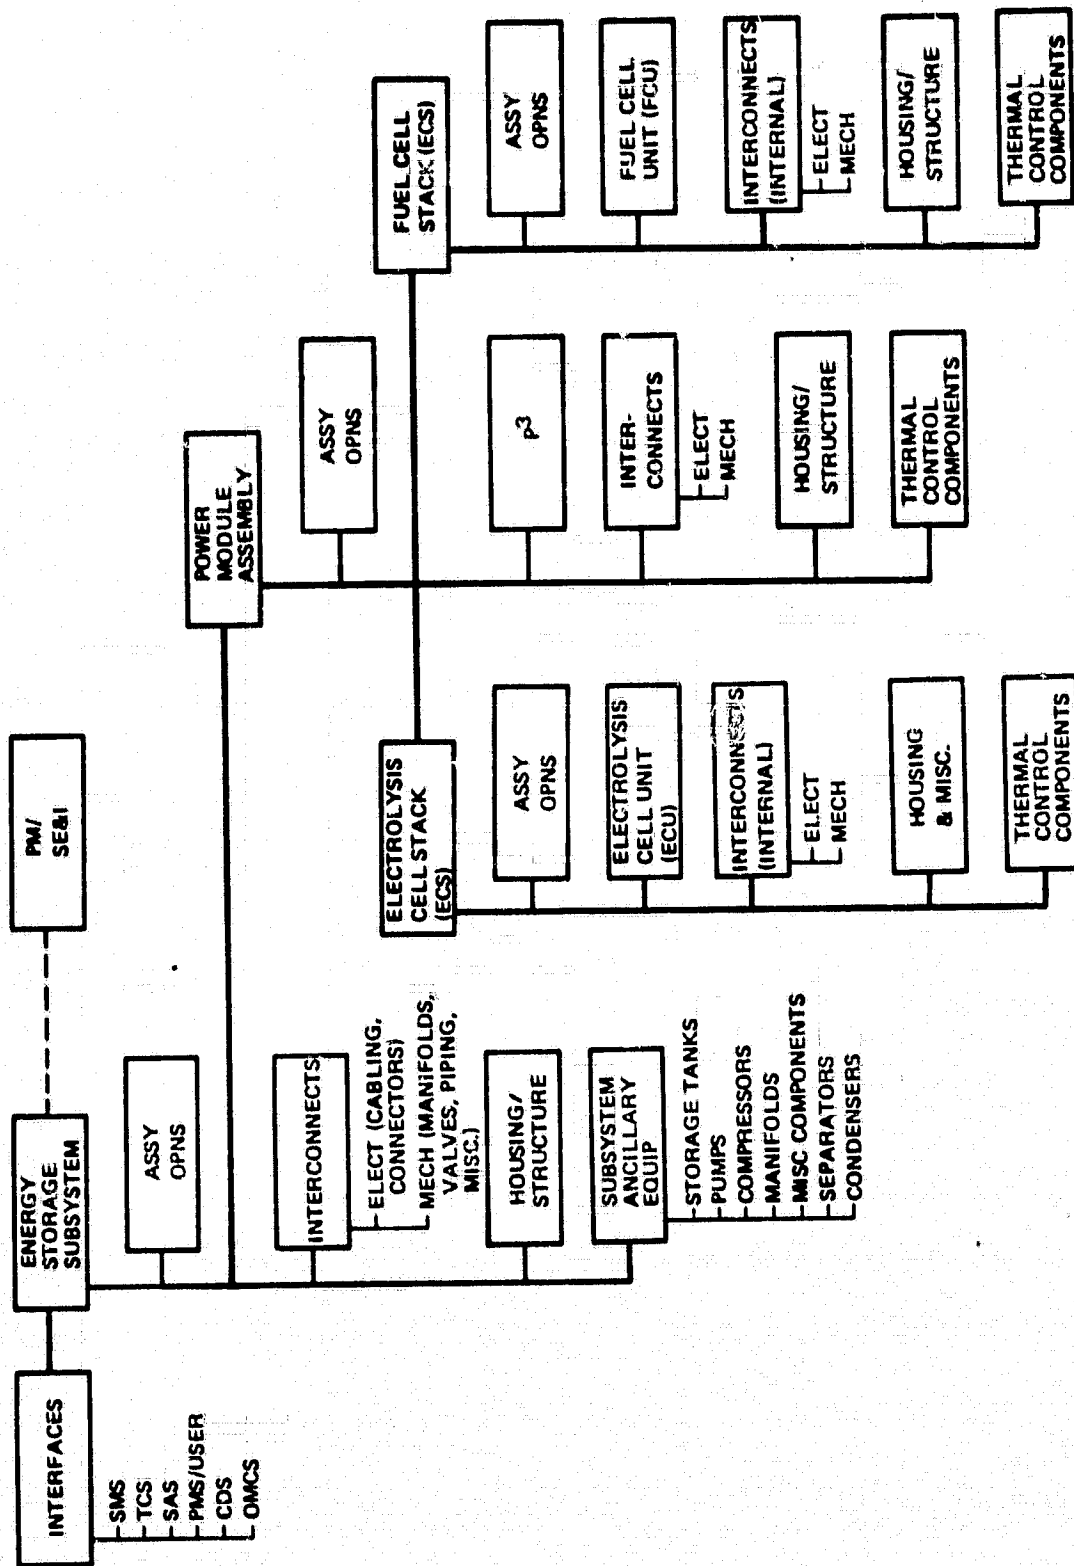 INTERFACES
SMS
TCS
SAS
PMS/USER
CDS
OMCS
ENERGY
STORAGE
SUBSYSTEM
PM/
SE&I
ASSY
OPNS
INTERCONNECTS
ELECT (CABLING,
CONNECTORS)
MECH (MANIFOLDS,
VALVES, PIPING,
MISC.)
HOUSING/
STRUCTURE
SUBSYSTEM
ANCILLARY
EQUIP
STORAGE TANKS
PUMPS
COMPRESSORS
MANIFOLDS
MISC COMPONENTS
SEPARATORS
CONDENSERS
POWER
MODULE
ASSEMBLY
ASSY
OPNS
ELECTROLYSIS
CELL STACK
(ECS)
ASSY
OPNS
ELECTROLYSIS
CELL UNIT
(ECU)
INTERCONNECTS
(INTERNAL)
ELECT
MECH
HOUSING
& MISC.
THERMAL
CONTROL
COMPONENTS
P3
INTER-
CONNECTS
ELECT
MECH
HOUSING/
STRUCTURE
THERMAL
CONTROL
COMPONENTS
FUEL CELL
STACK (ECS)
ASSY
OPNS
FUEL CELL
UNIT (FCU)
INTERCONNECTS
(INTERNAL)
ELECT
MECH
HOUSING/
STRUCTURE
THERMAL
CONTROL
COMPONENTS